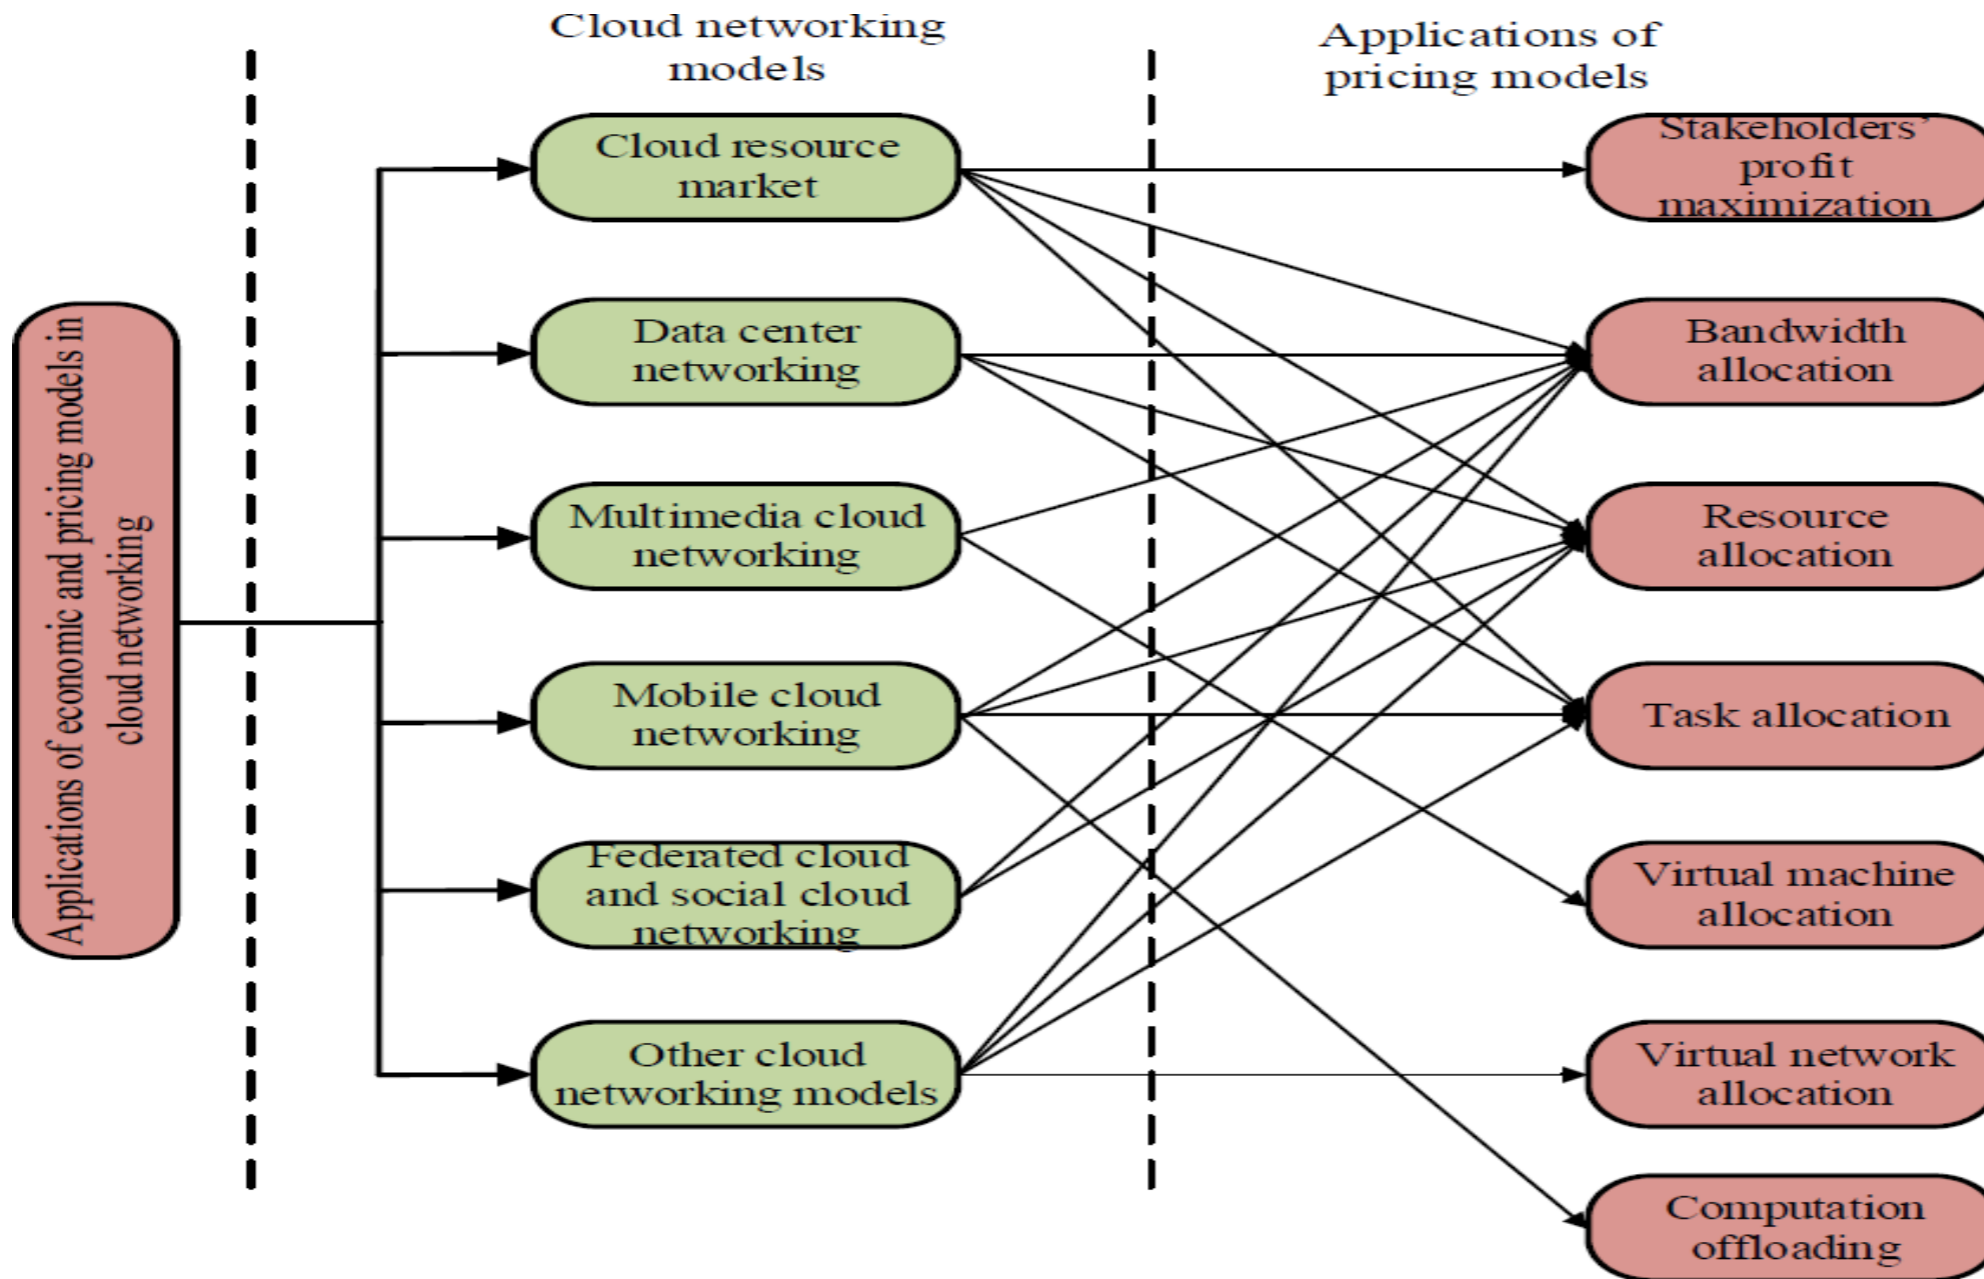 Cloud networking
models
Applications of
pricing models
Applications of economic and pricing models in
cloud networking
Cloud resource
market
Data center
networking
Multimedia cloud
networking
Mobile cloud
networking
Federated cloud
and social cloud
networking
Other cloud
networking models
Stakeholders’
profit
maximization
Bandwidth
allocation
Resource
allocation
Task allocation
Virtual machine
allocation
Virtual network
allocation
Computation
offloading